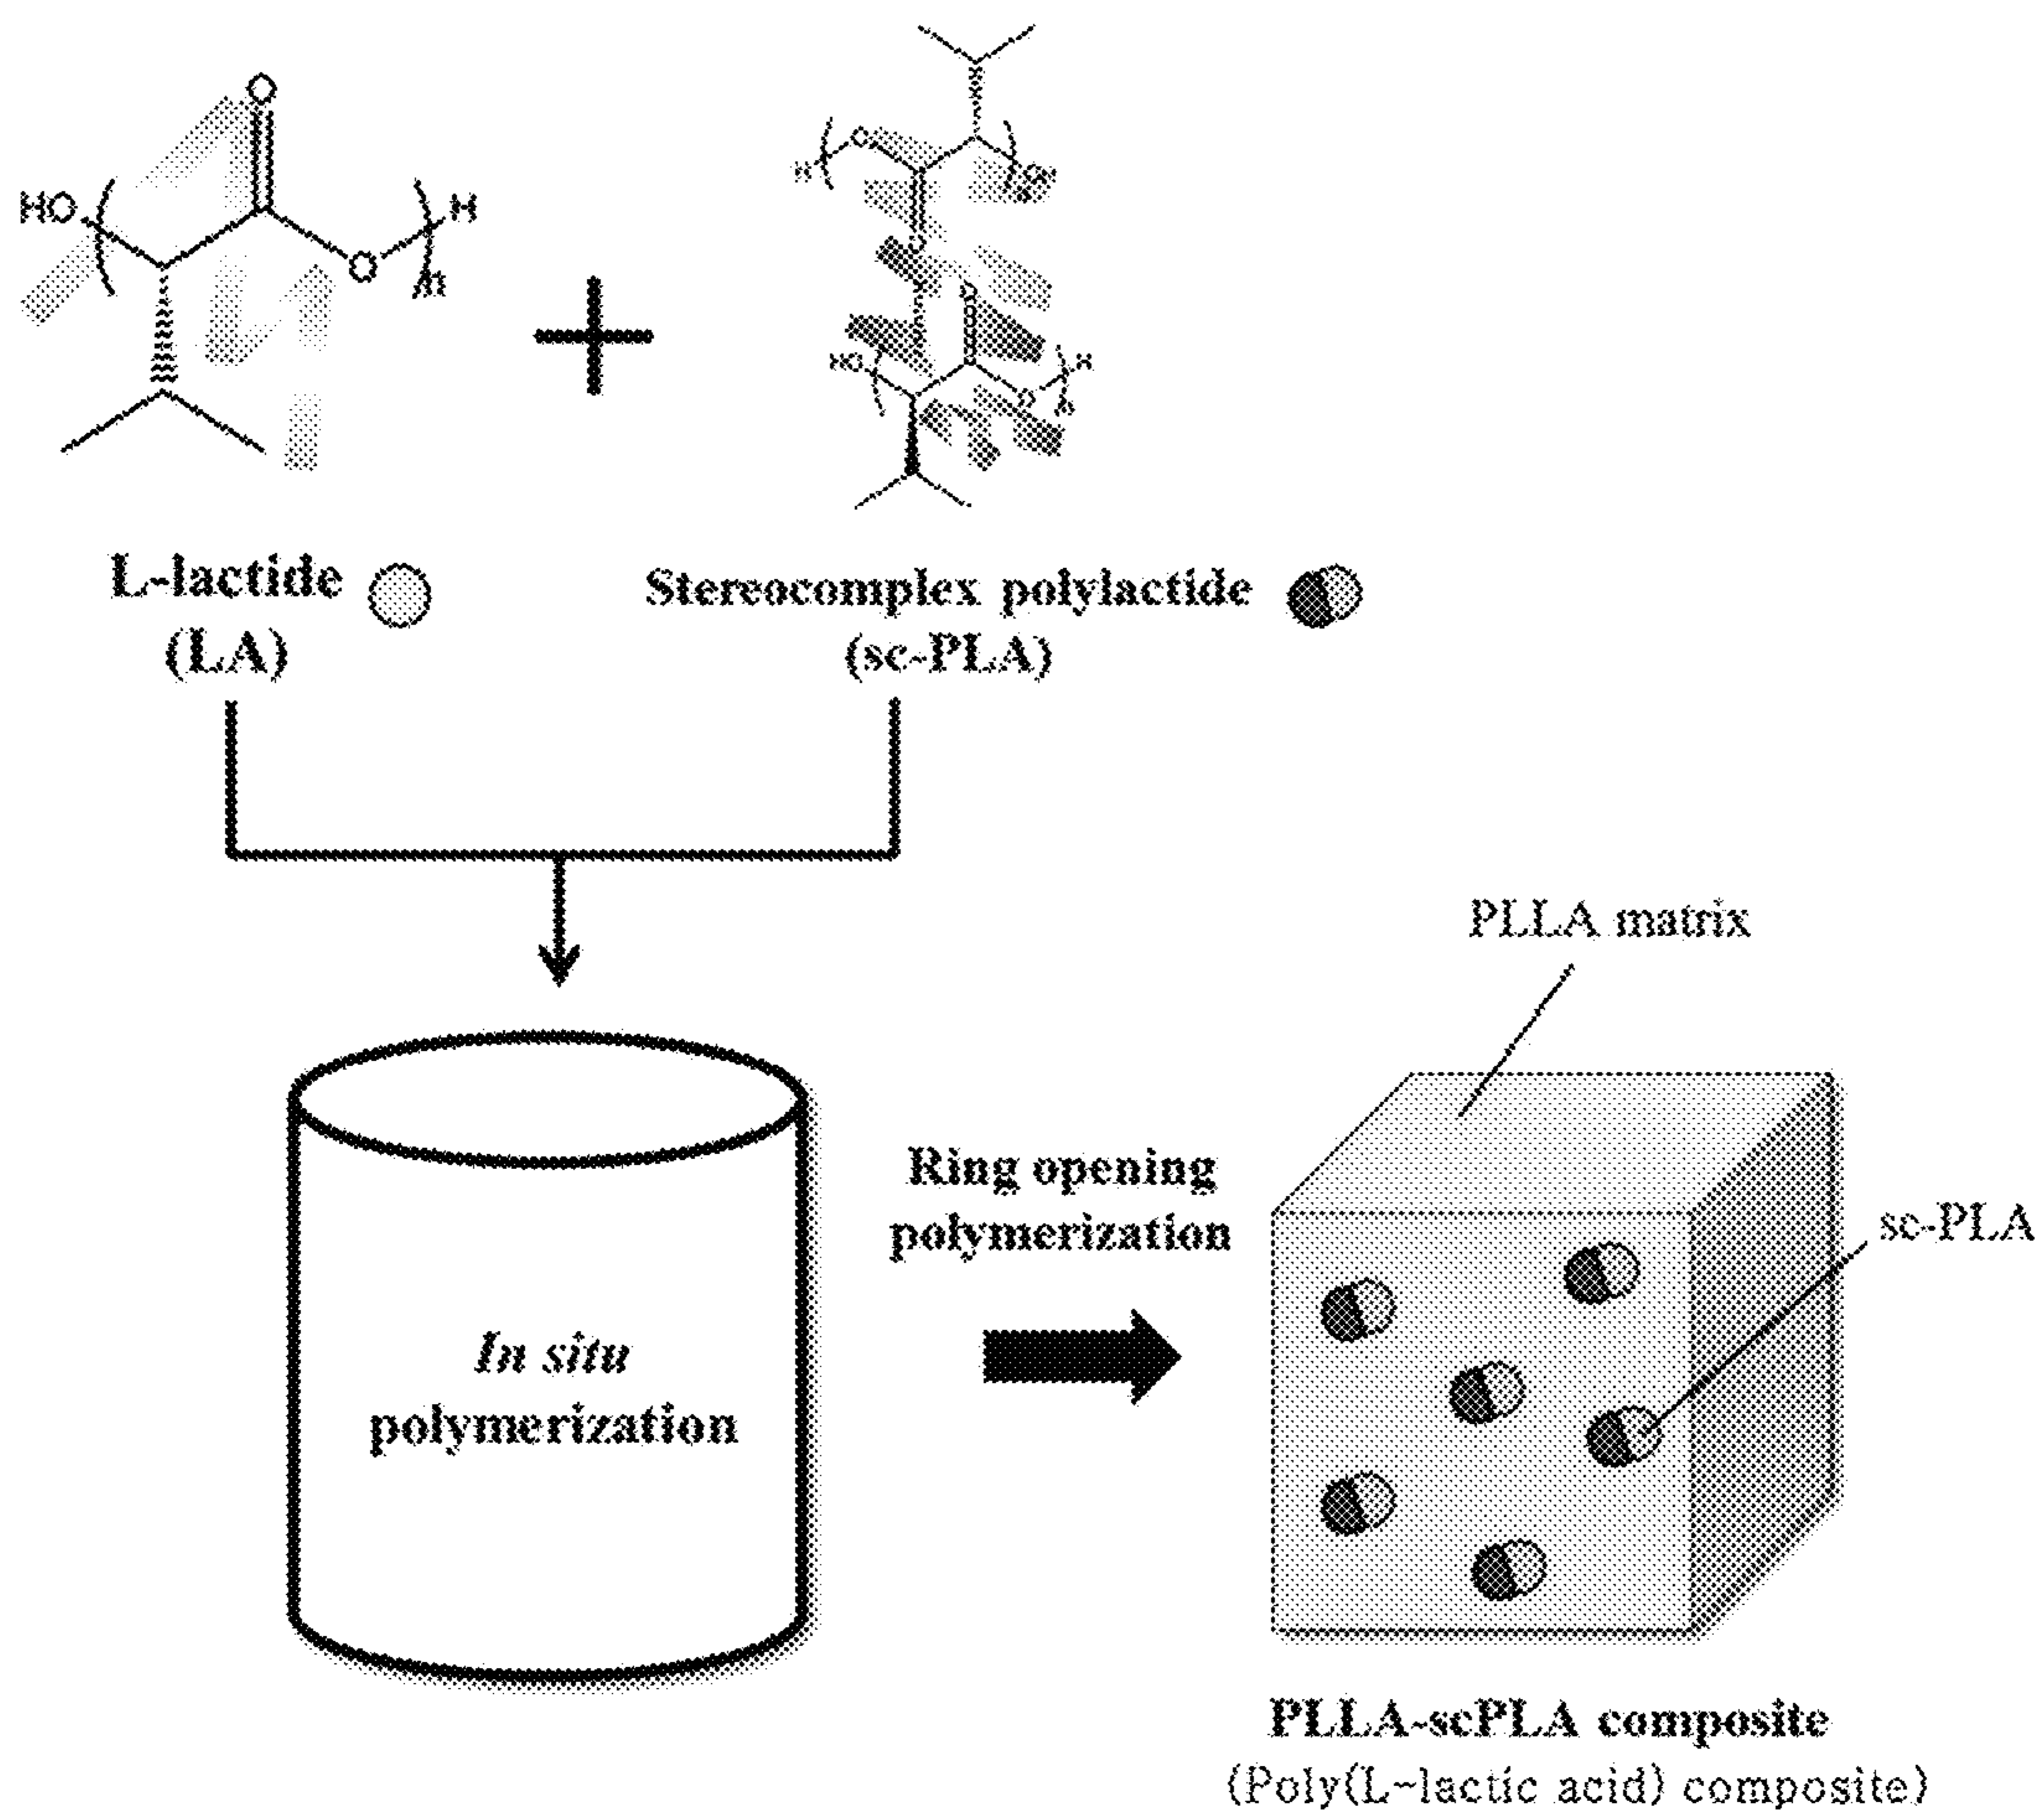 O
HO
H
O
n
O
H
O
HO
H
n
L-lactide
(LA)
Stereocomplex polylactide
(sc-PLA)
PLLA matrix
Ring opening
polymerization
sc-PLA
In situ
polymerization
PLLA-scPLA composite
(Poly(L-lactic acid) composite)